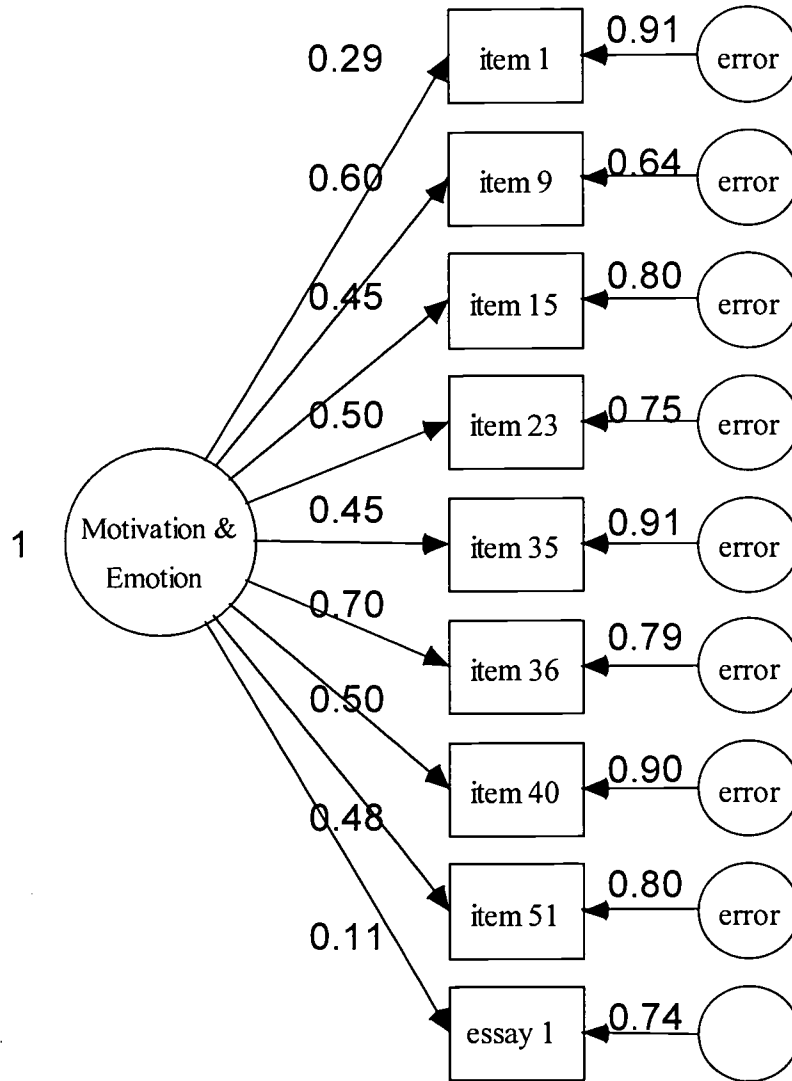 0.29
item 1
0.91
error
0.60
item 9
0.64
error
0.45
item 15
0.80
error
0.50
item 23
0.75
error
1
Motivation &
Emotion
0.45
item 35
0.91
error
0.70
item 36
0.79
error
0.50
item 40
0.90
error
0.48
item 51
0.80
error
0.11
essay 1
0.74